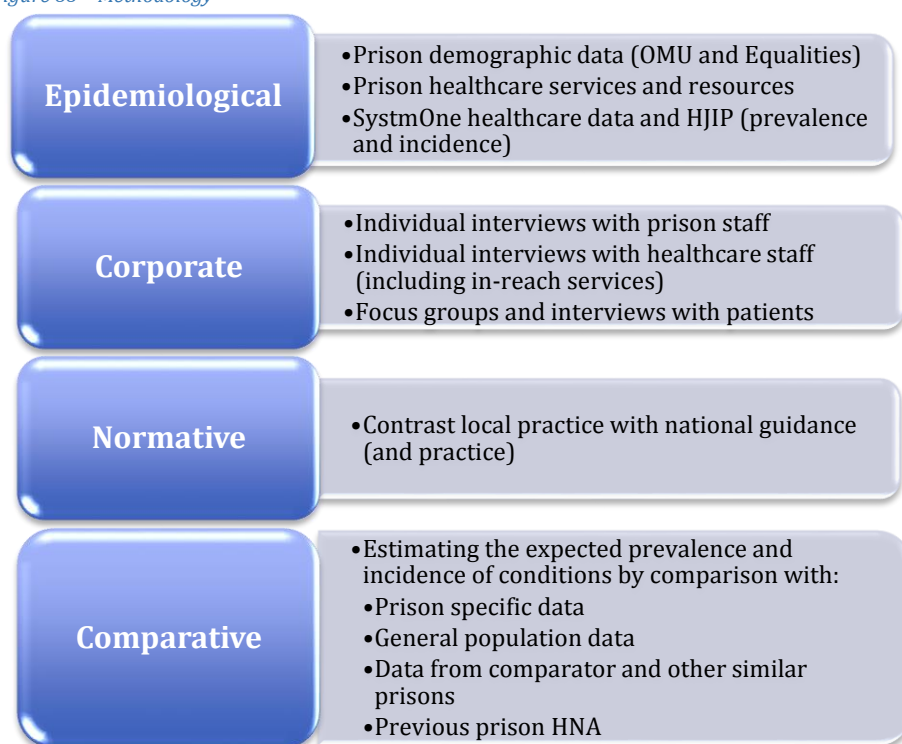 Methodology
Epidemiological
•Prison demographic data (OMU and Equalities)
•Prison healthcare services and resources
•SystmOne healthcare data and HJIP (prevalence
and incidence)
Corporate
•Individual interviews with prison staff
•Individual interviews with healthcare staff
(including in-reach services)
•Focus groups and interviews with patients
Normative
•Contrast local practice with national guidance
(and practice)
Comparative
•Estimating the expected prevalence and
incidence of conditions by comparison with:
•Prison specific data
•General population data
•Data from comparator and other similar
prisons
•Previous prison HNA